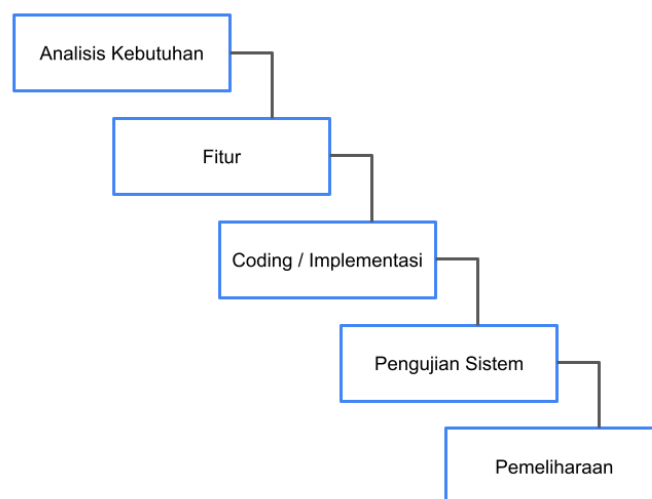 Analisis Kebutuhan
Fitur
Coding / Implementasi
Pengujian Sistem
Pemeliharaan